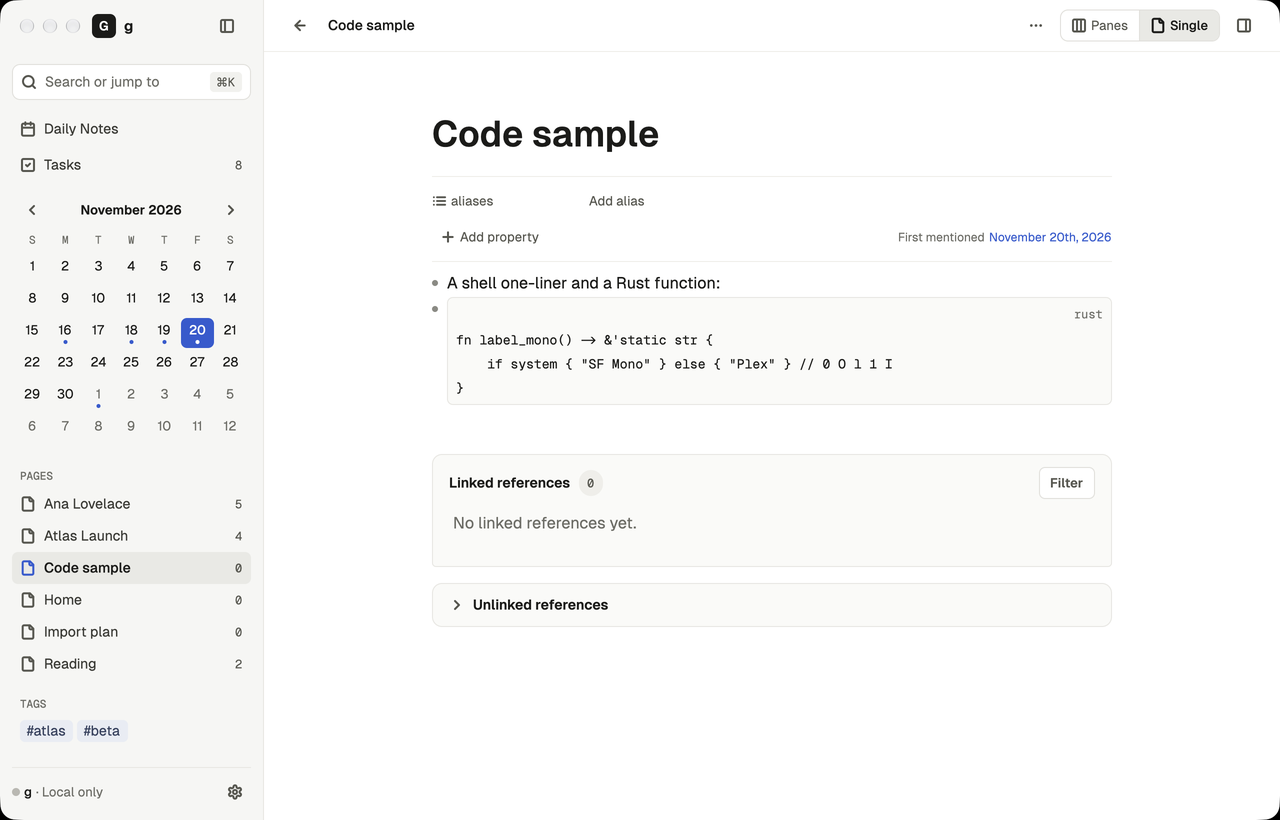 G g
Search or jump to ⌘K
Daily Notes
Tasks 8
November 2026
S M T W T F S
1 2 3 4 5 6 7
8 9 10 11 12 13 14
15 16 17 18 19 20 21
22 23 24 25 26 27 28
29 30 1 2 3 4 5
6 7 8 9 10 11 12
PAGES
Ana Lovelace 5
Atlas Launch 4
Code sample 0
Home 0
Import plan 0
Reading 2
TAGS
#atlas #beta
g · Local only
Code sample
Panes Single
Code sample
aliases Add alias
Add property First mentioned November 20th, 2026
A shell one-liner and a Rust function:
rust
fn label_mono() -> &'static str {
    if system { "SF Mono" } else { "Plex" } // 0 O l 1 I
}
Linked references 0 Filter
No linked references yet.
Unlinked references